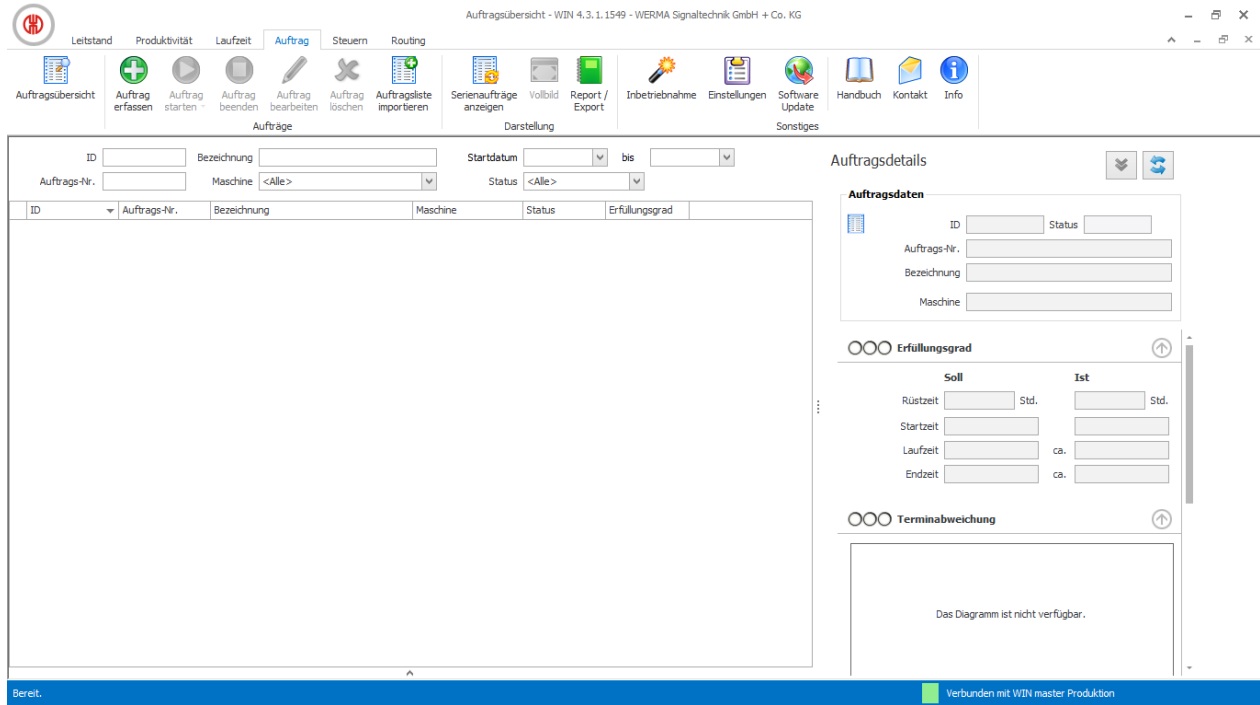 Auftragsübersicht - WIN 4.3.1.1549 - WERMA Signaltechnik GmbH + Co. KG
Leitstand Produktivität Laufzeit Auftrag Steuern Routing
Auftragsübersicht Auftrag erfassen Auftrag starten Auftrag beenden Auftrag bearbeiten Auftrag löschen Auftragsliste importieren Serienaufträge anzeigen Vollbild Report / Export Inbetriebnahme Einstellungen Software Update Handbuch Kontakt Info
Aufträge Darstellung Sonstiges
ID Bezeichnung Startdatum bis
Auftrags-Nr. Maschine <Alle> Status <Alle>
ID Auftrags-Nr. Bezeichnung Maschine Status Erfüllungsgrad
Auftragsdetails
Auftragsdaten
ID Status
Auftrags-Nr.
Bezeichnung
Maschine
Erfüllungsgrad
Soll Ist
Rüstzeit Std. Std.
Startzeit
Laufzeit ca.
Endzeit ca.
Terminabweichung
Das Diagramm ist nicht verfügbar.
Bereit. Verbunden mit WIN master Produktion